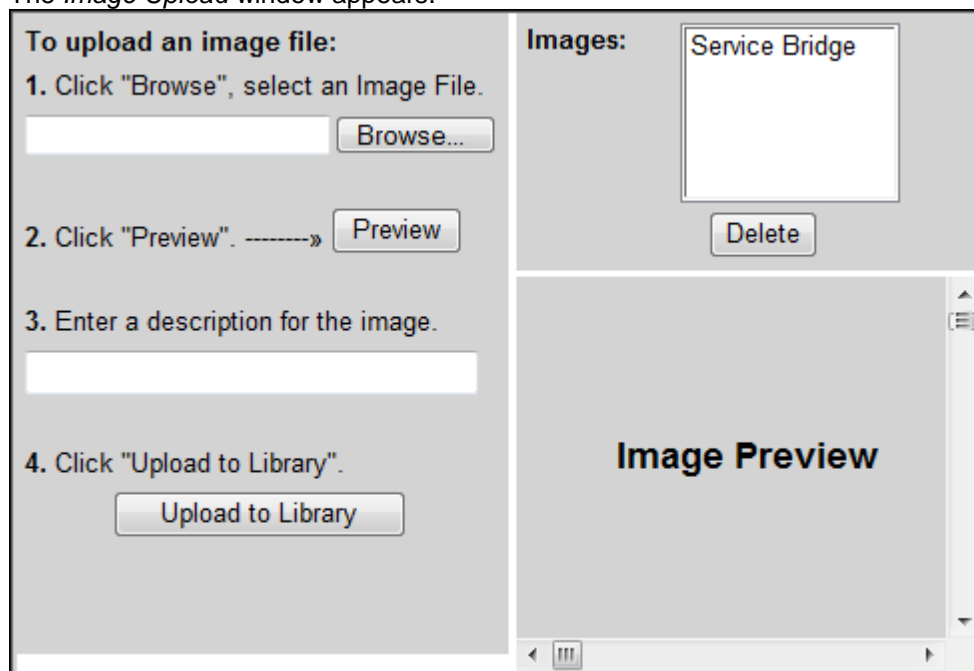 The Image Upload window appears.
To upload an image file:
1. Click "Browse", select an Image File.
Browse...
2. Click "Preview". --------» Preview
3. Enter a description for the image.
4. Click "Upload to Library".
Upload to Library
Images:
Service Bridge
Delete
Image Preview